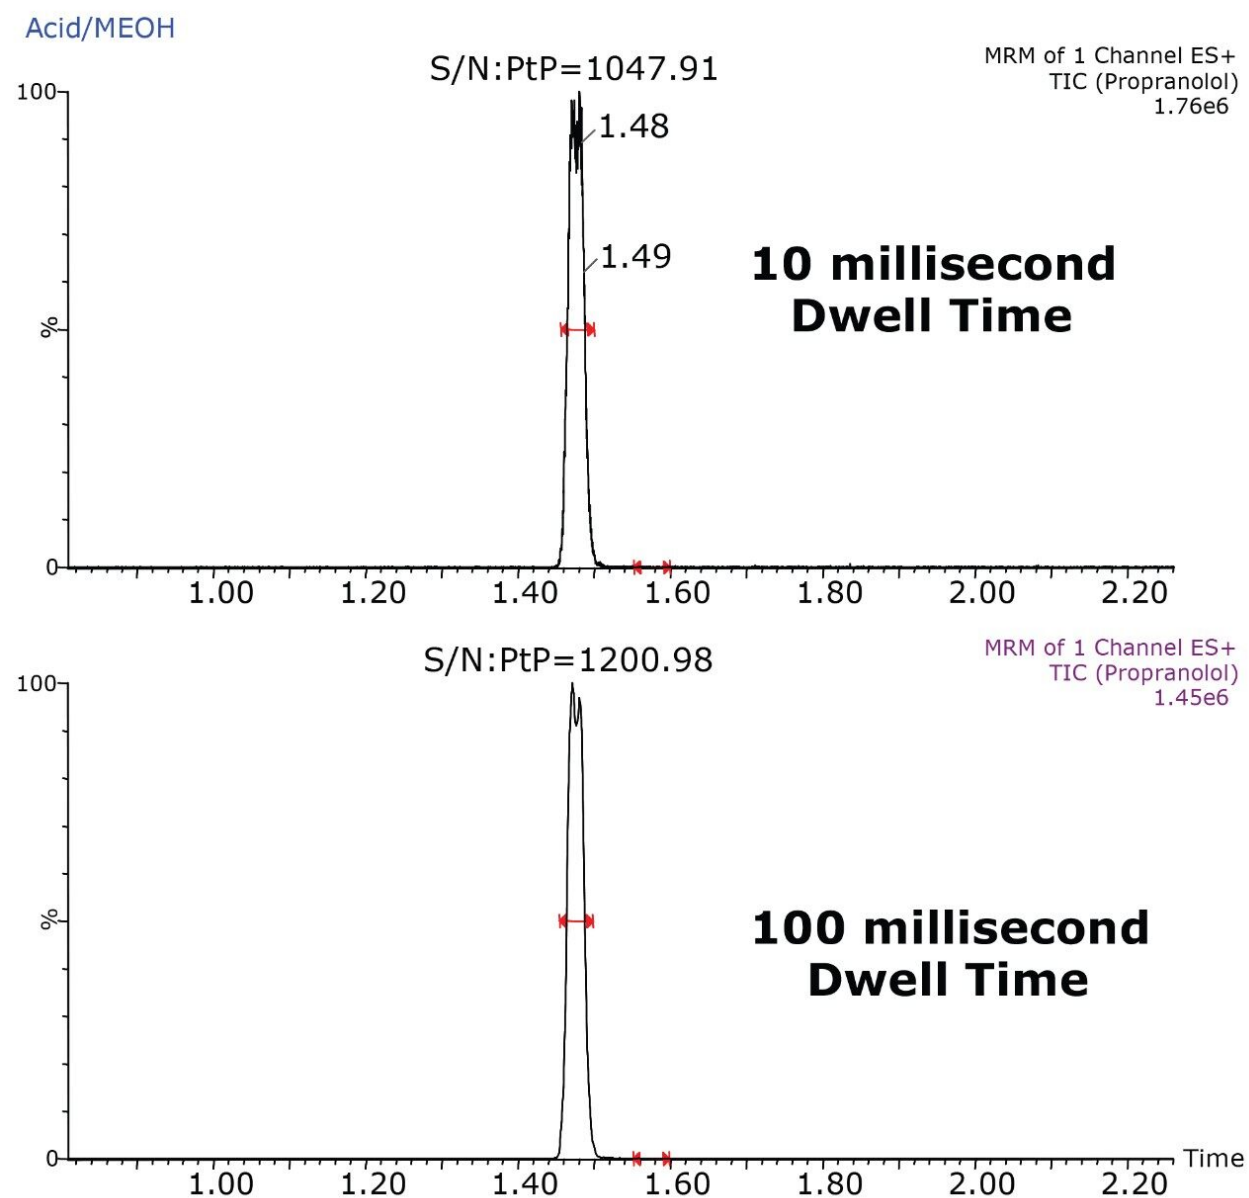 Acid/MEOH
S/N:PtP=1047.91
MRM of 1 Channel ES+
TIC (Propranolol)
1.76e6
100
1.48
1.49
10 millisecond
Dwell Time
%
0
1.00 1.20 1.40 1.60 1.80 2.00 2.20
S/N:PtP=1200.98
MRM of 1 Channel ES+
TIC (Propranolol)
1.45e6
100
100 millisecond
Dwell Time
%
0
Time
1.00 1.20 1.40 1.60 1.80 2.00 2.20